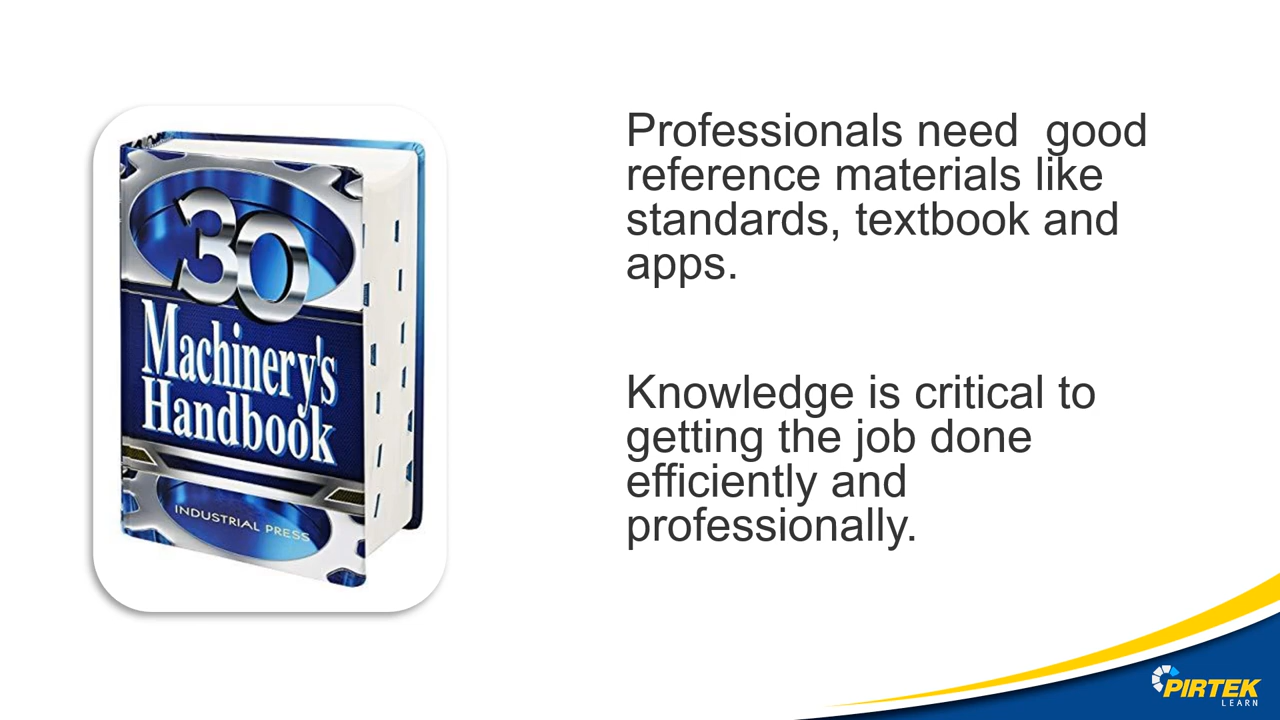 30
Machinery's
Handbook
INDUSTRIAL PRESS
Professionals need  good
reference materials like
standards, textbook and
apps.
Knowledge is critical to
getting the job done
efficiently and
professionally.
PIRTEK
LEARN